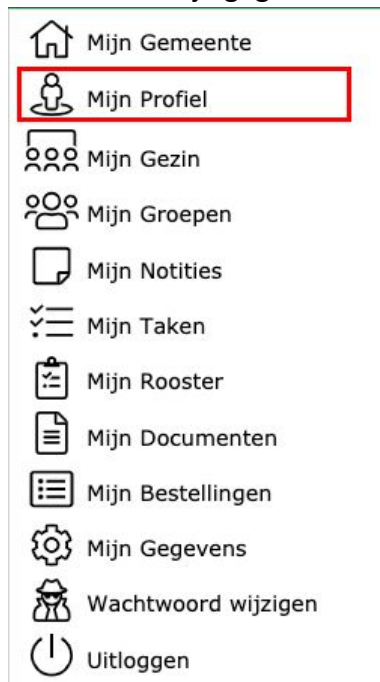 Mijn Gemeente
Mijn Profiel
Mijn Gezin
Mijn Groepen
Mijn Notities
Mijn Taken
Mijn Rooster
Mijn Documenten
Mijn Bestellingen
Mijn Gegevens
Wachtwoord wijzigen
Uitloggen